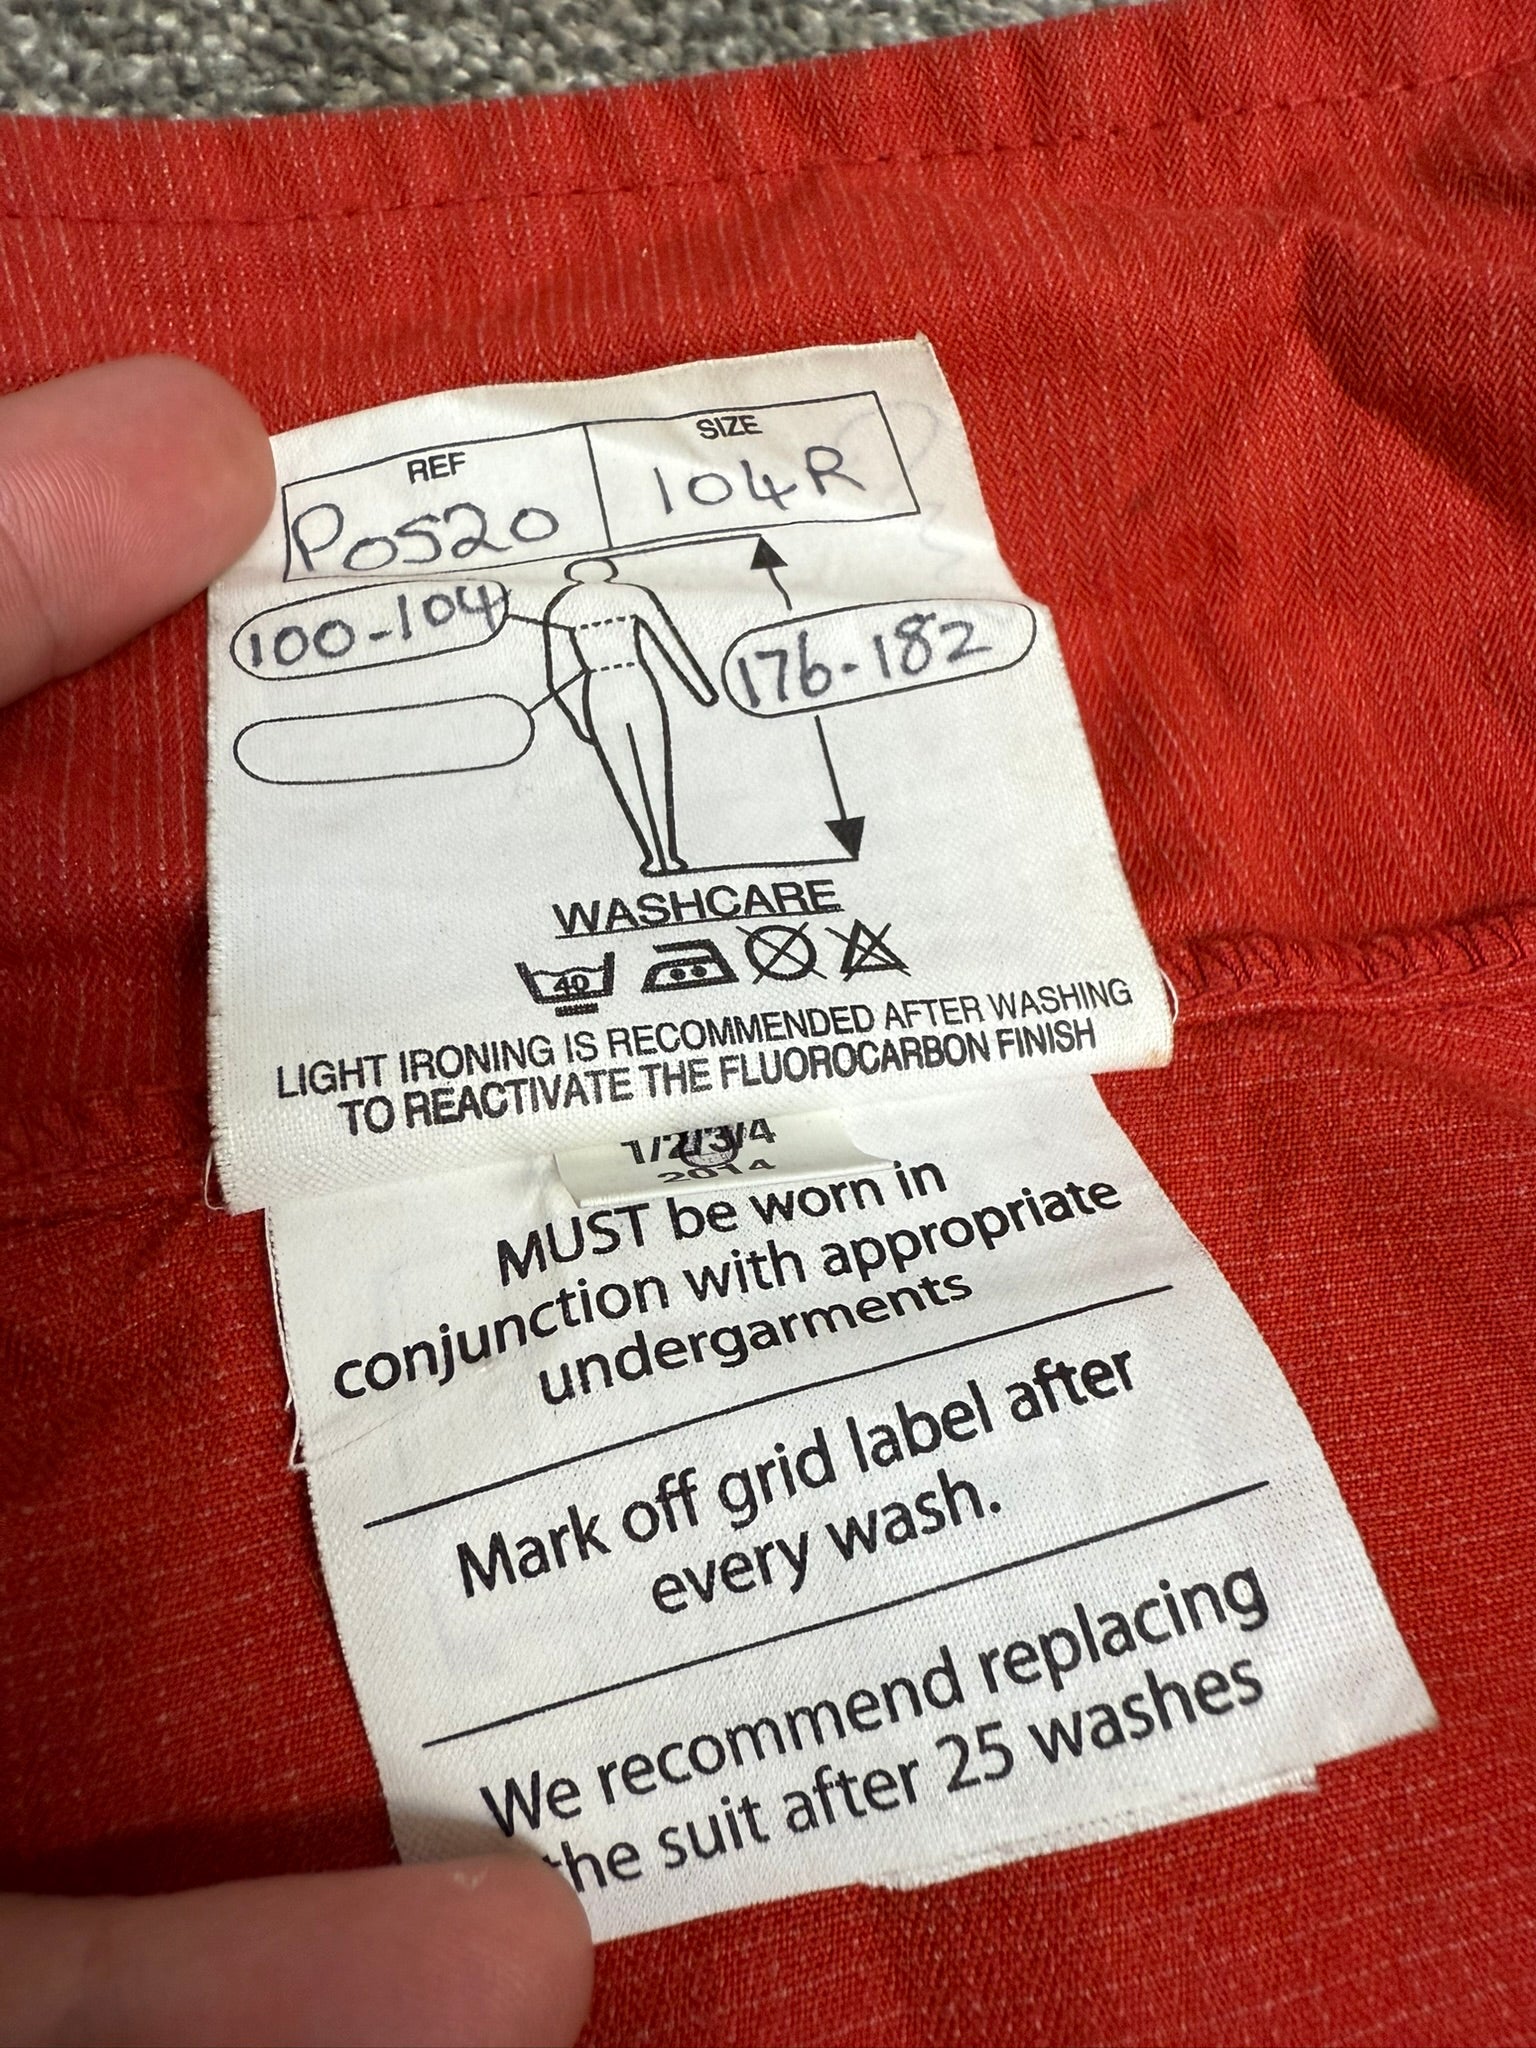 REF
SIZE
P0520
104R
100-104
176-182
WASHCARE
40
LIGHT IRONING IS RECOMMENDED AFTER WASHING
TO REACTIVATE THE FLUOROCARBON FINISH
1/2/3/4
2014
MUST be worn in
conjunction with appropriate
undergarments
Mark off grid label after
every wash.
We recommend replacing
the suit after 25 washes